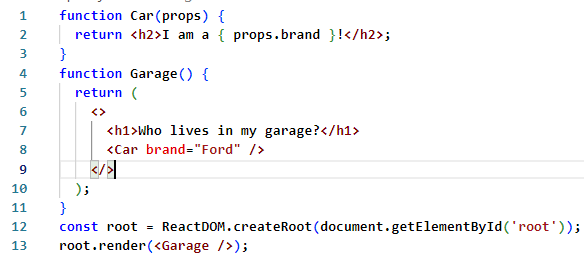 1 function Car(props) {
2   return <h2>I am a { props.brand }!</h2>;
3 }
4 function Garage() {
5   return (
6     <>
7       <h1>Who lives in my garage?</h1>
8       <Car brand="Ford" />
9     </>
10   );
11 }
12 const root = ReactDOM.createRoot(document.getElementById('root'));
13 root.render(<Garage />);